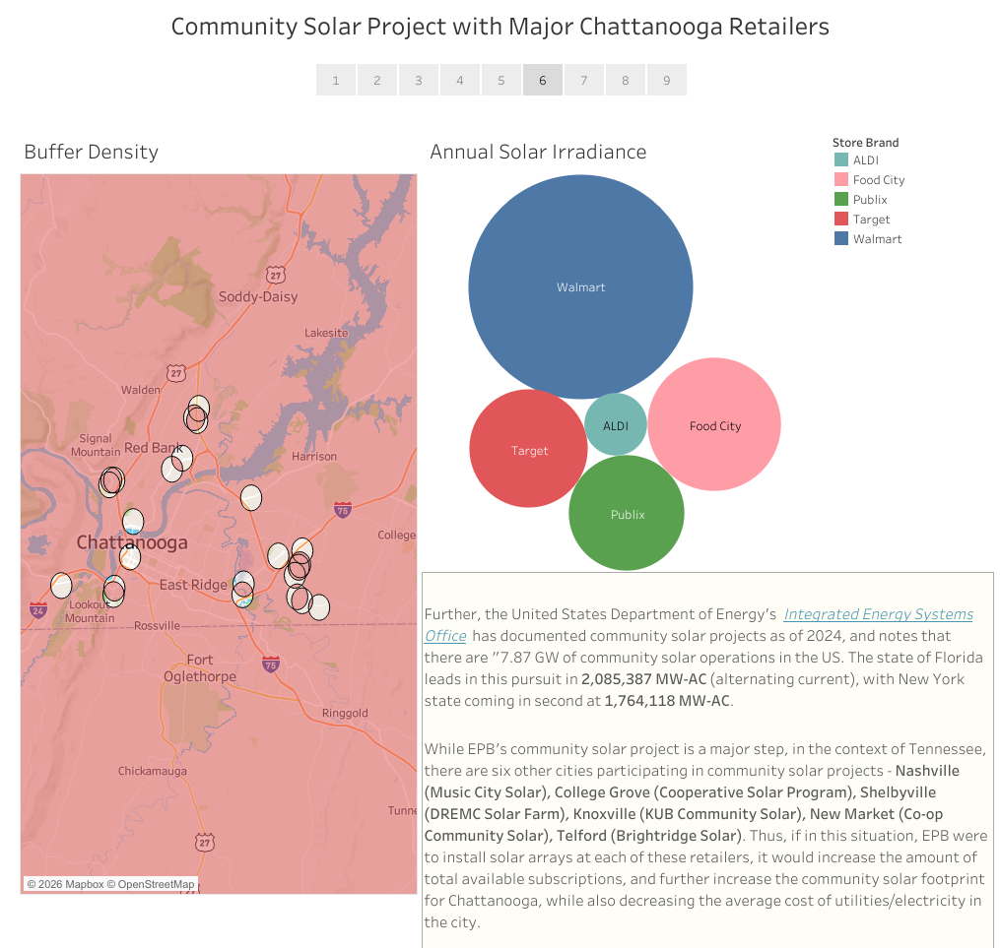 Community Solar Project with Major Chattanooga Retailers
1 2 3 4 5 6 7 8 9
Buffer Density
27
Soddy-Daisy
Lakesite
27
Walden
Signal
Mountain
Red Bank
Harrison
75
Chattanooga
College
East Ridge
24
Lookout
Mountain
Rossville
Fort
Oglethorpe
75
Ringgold
Chickamauga
Tunne
27
© 2026 Mapbox © OpenStreetMap
Annual Solar Irradiance
Walmart
Target
ALDI
Food City
Publix
Store Brand
ALDI
Food City
Publix
Target
Walmart
Further, the United States Department of Energy's Integrated Energy Systems
Office has documented community solar projects as of 2024, and notes that
there are "7.87 GW of community solar operations in the US. The state of Florida
leads in this pursuit in 2,085,387 MW-AC (alternating current), with New York
state coming in second at 1,764,118 MW-AC.
While EPB's community solar project is a major step, in the context of Tennessee,
there are six other cities participating in community solar projects - Nashville
(Music City Solar), College Grove (Cooperative Solar Program), Shelbyville
(DREMC Solar Farm), Knoxville (KUB Community Solar), New Market (Co-op
Community Solar), Telford (Brightridge Solar). Thus, if in this situation, EPB were
to install solar arrays at each of these retailers, it would increase the amount of
total available subscriptions, and further increase the community solar footprint
for Chattanooga, while also decreasing the average cost of utilities/electricity in
the city.